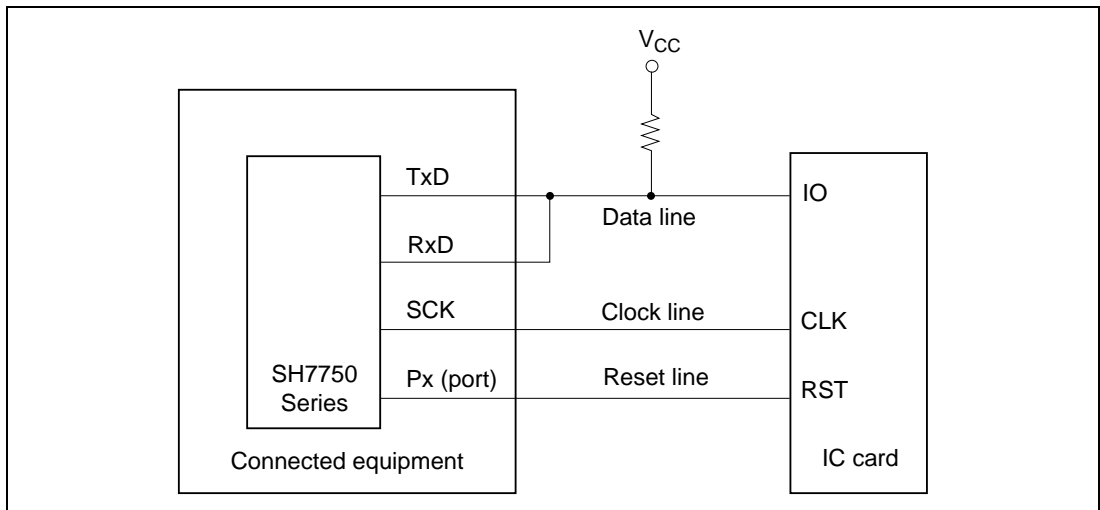 VCC
TxD
IO
Data line
RxD
SCK
Clock line
CLK
SH7750
Series
Px (port)
Reset line
RST
Connected equipment
IC card